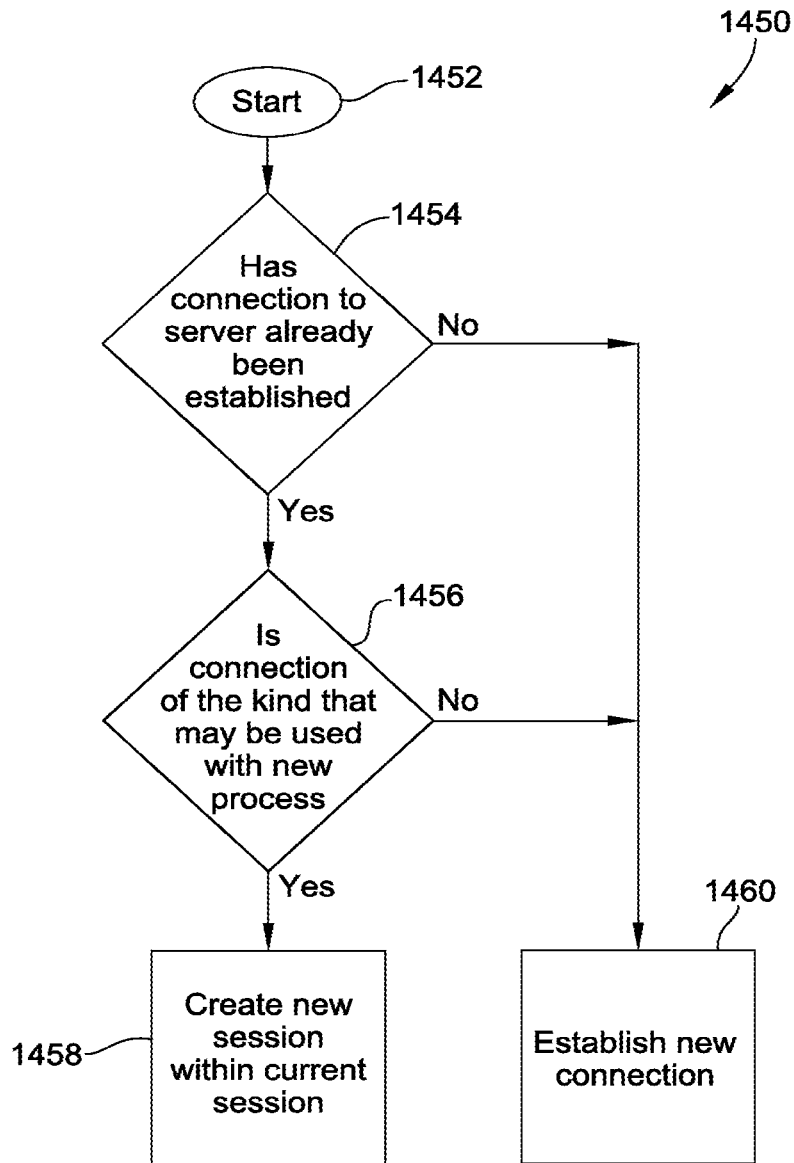 1450
Start
1452
1454
Has
connection to
server already
been
established
No
Yes
1456
Is
connection
of the kind that
may be used
with new
process
No
Yes
1460
1458
Create new
session
within current
session
Establish new
connection